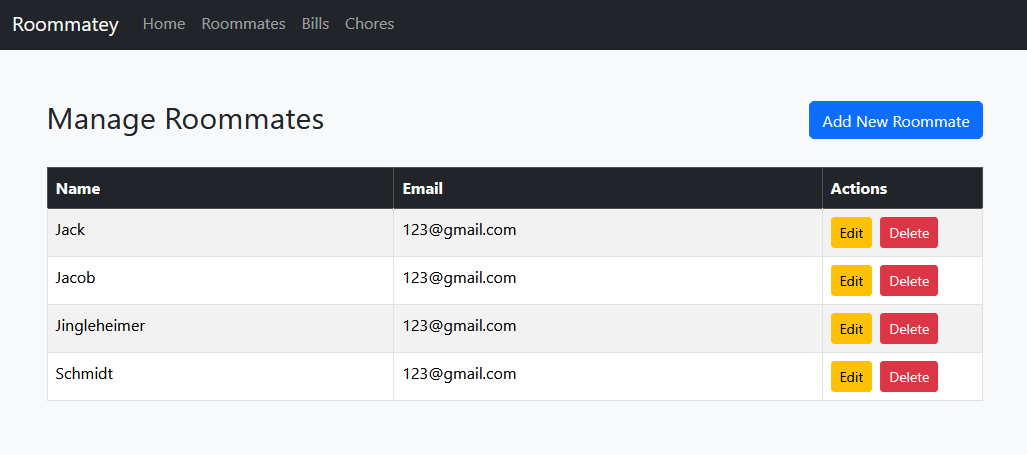 Roommatey Home Roommates Bills Chores
Manage Roommates Add New Roommate
Name Email Actions
Jack 123@gmail.com Edit Delete
Jacob 123@gmail.com Edit Delete
Jingleheimer 123@gmail.com Edit Delete
Schmidt 123@gmail.com Edit Delete